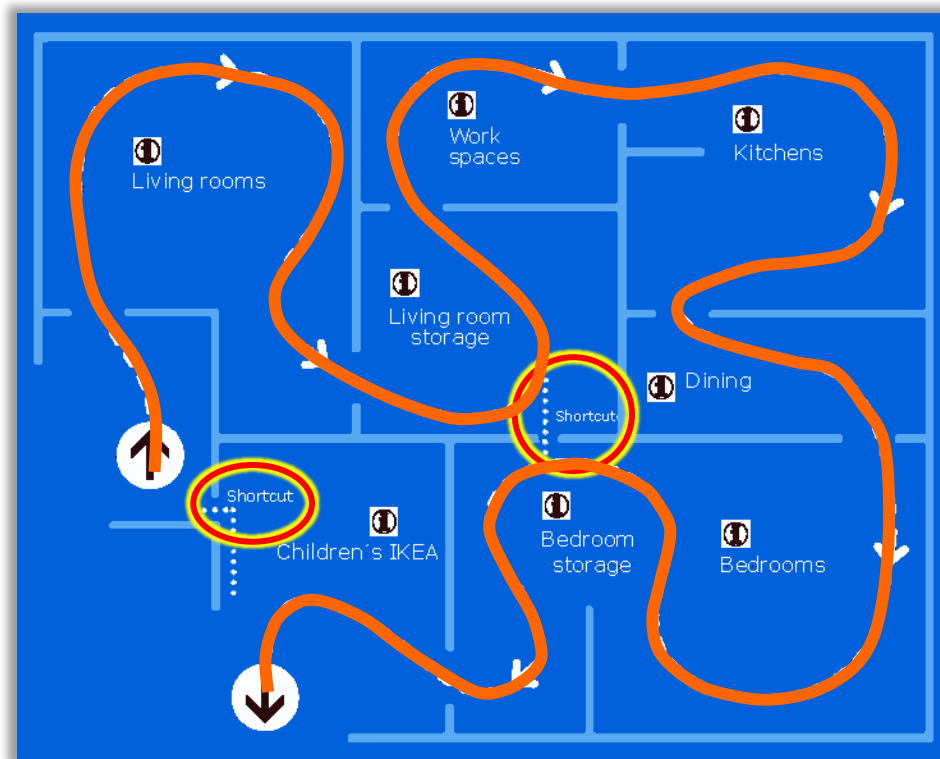 Living rooms
Work
spaces
Kitchens
Living room
storage
Dining
Shortcut
Shortcut
Children´s IKEA
Bedroom
storage
Bedrooms